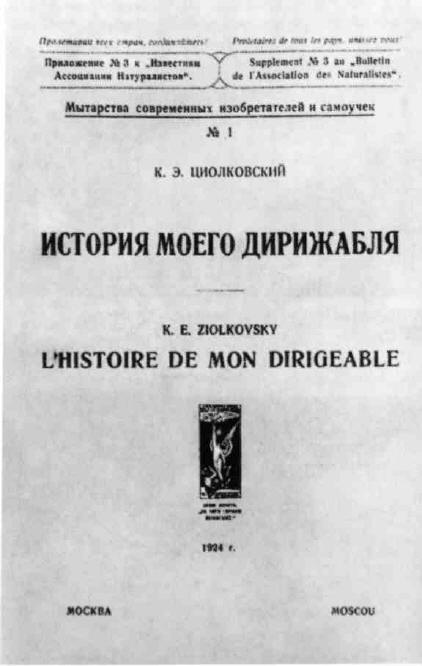 Пролетарии всех стран, соединяйтесь! Prolétaires de tous les pays, unissez vous!
Приложение № 3 к „Известиям
Ассоциации Натуралистов“.
Supplement № 3 au „Bulletin
de l'Association des Naturalistes“.
Мытарства современных изобретателей и самоучек
№ 1
К. Э. ЦИОЛКОВСКИЙ
ИСТОРИЯ МОЕГО ДИРИЖАБЛЯ
K. E. ZIOLKOVSKY
L'HISTOIRE DE MON DIRIGEABLE
1924 г.
МОСКВА MOSCOU